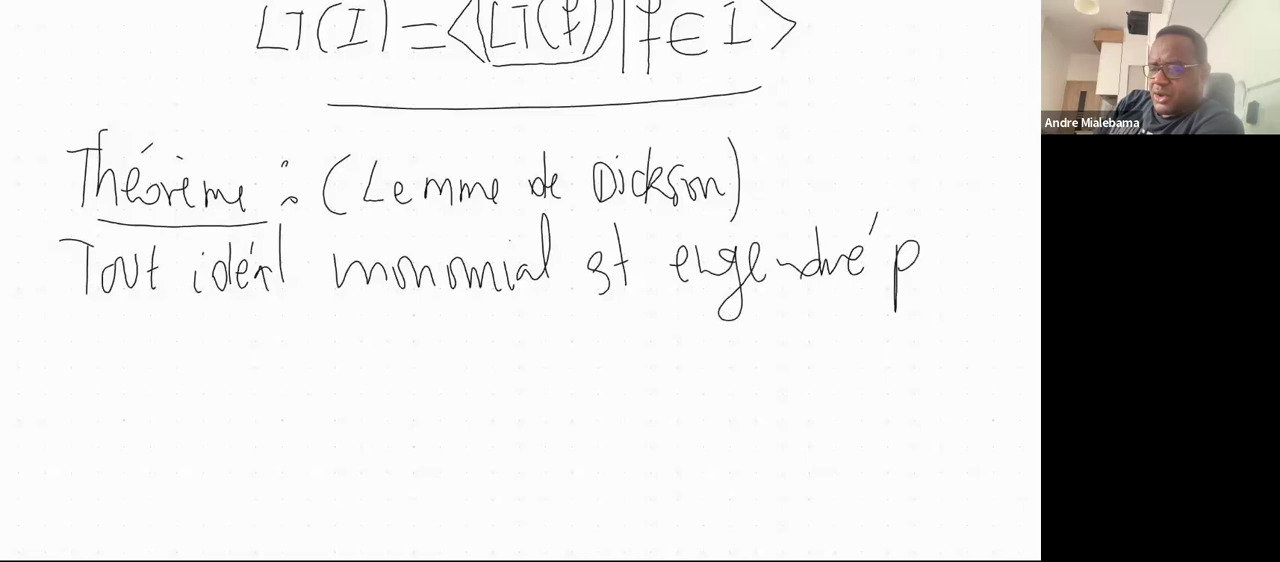 LT(I) = <LT(f) | f ∈ I>
Andre Mialebama
Théorème : (Lemme de Dickson)
Tout idéal monomial est engendré p